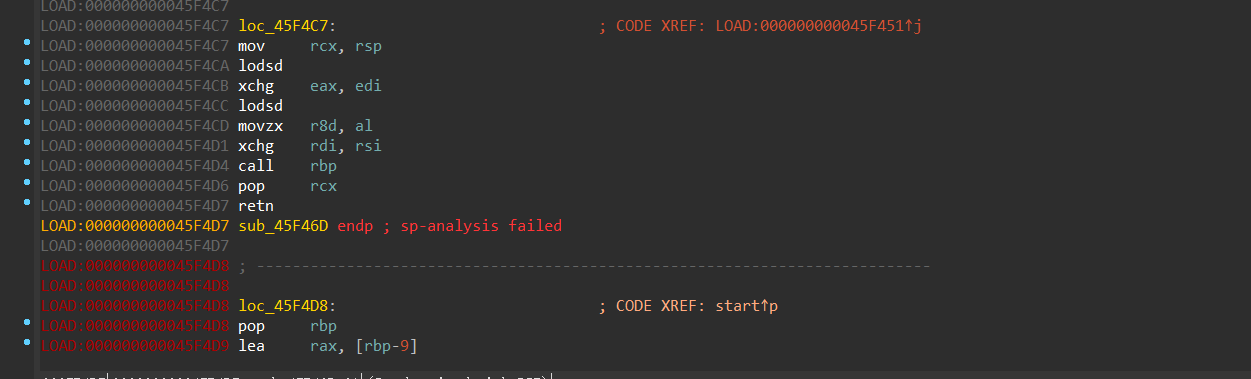 LOAD:000000000045F4C7
LOAD:000000000045F4C7 loc_45F4C7: ; CODE XREF: LOAD:000000000045F451↑j
LOAD:000000000045F4C7 mov rcx, rsp
LOAD:000000000045F4CA lodsd
LOAD:000000000045F4CB xchg eax, edi
LOAD:000000000045F4CC lodsd
LOAD:000000000045F4CD movzx r8d, al
LOAD:000000000045F4D1 xchg rdi, rsi
LOAD:000000000045F4D4 call rbp
LOAD:000000000045F4D6 pop rcx
LOAD:000000000045F4D7 retn
LOAD:000000000045F4D7 sub_45F46D endp ; sp-analysis failed
LOAD:000000000045F4D7
LOAD:000000000045F4D8 ; ---------------------------------------------------------------------------
LOAD:000000000045F4D8
LOAD:000000000045F4D8 loc_45F4D8: ; CODE XREF: start↑p
LOAD:000000000045F4D8 pop rbp
LOAD:000000000045F4D9 lea rax, [rbp-9]